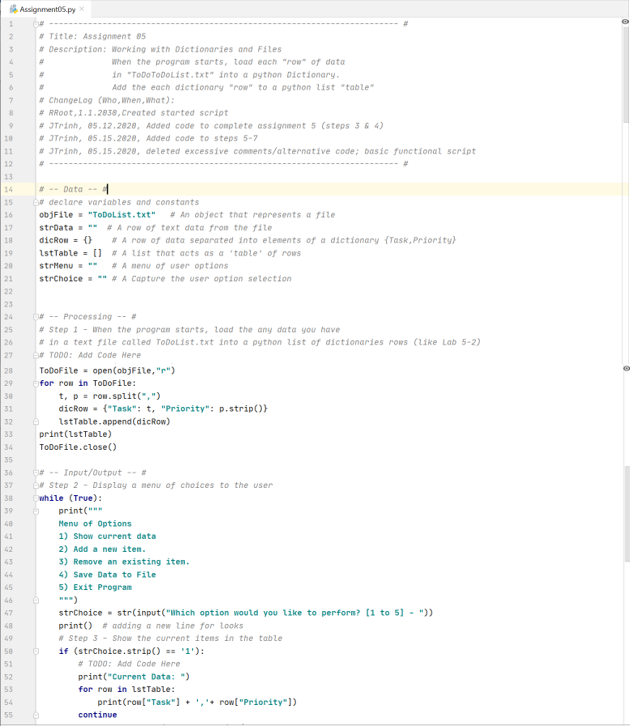 Assignment05.py
1 # ------------------------------------------------------------------------ #
2 # Title: Assignment 05
3 # Description: Working with Dictionaries and Files
4 #              When the program starts, load each "row" of data
5 #              in "ToDoToDoList.txt" into a python Dictionary.
6 #              Add the each dictionary "row" to a python list "table"
7 # ChangeLog (Who,When,What):
8 # RRoot,1.1.2030,Created started script
9 # JTrinh, 05.12.2020, Added code to complete assignment 5 (steps 3 & 4)
10 # JTrinh, 05.15.2020, Added code to steps 5-7
11 # JTrinh, 05.15.2020, deleted excessive comments/alternative code; basic functional script
12 # ------------------------------------------------------------------------ #
13
14 # -- Data -- #
15 # declare variables and constants
16 objFile = "ToDoList.txt"   # An object that represents a file
17 strData = ""  # A row of text data from the file
18 dicRow = {}    # A row of data separated into elements of a dictionary {Task,Priority}
19 lstTable = []  # A list that acts as a 'table' of rows
20 strMenu = ""   # A menu of user options
21 strChoice = "" # A Capture the user option selection
22
23
24 # -- Processing -- #
25 # Step 1 - When the program starts, load the any data you have
26 # in a text file called ToDoList.txt into a python list of dictionaries rows (like Lab 5-2)
27 # TODO: Add Code Here
28 ToDoFile = open(objFile,"r")
29 for row in ToDoFile:
30     t, p = row.split(",")
31     dicRow = {"Task": t, "Priority": p.strip()}
32     lstTable.append(dicRow)
33 print(lstTable)
34 ToDoFile.close()
35
36 # -- Input/Output -- #
37 # Step 2 - Display a menu of choices to the user
38 while (True):
39     print("""
40     Menu of Options
41     1) Show current data
42     2) Add a new item.
43     3) Remove an existing item.
44     4) Save Data to File
45     5) Exit Program
46     """)
47     strChoice = str(input("Which option would you like to perform? [1 to 5] - "))
48     print()  # adding a new line for looks
49     # Step 3 - Show the current items in the table
50     if (strChoice.strip() == '1'):
51         # TODO: Add Code Here
52         print("Current Data: ")
53         for row in lstTable:
54             print(row["Task"] + ','+ row["Priority"])
55         continue